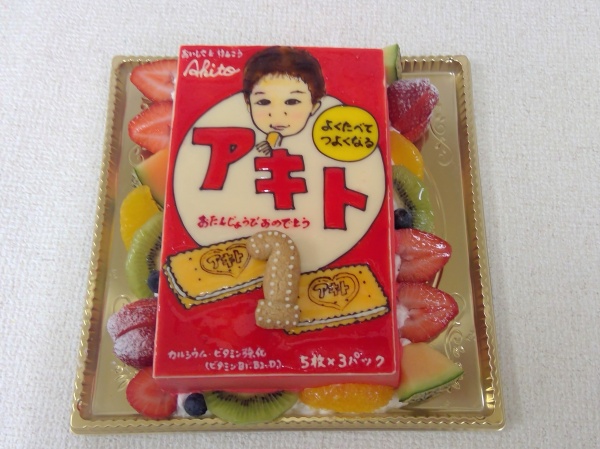 おいしくて けんこう
Akito
よくたべて
つよくなる
アキト
おたんじょうびおめでとう
アキト
アキト
カルシウム・ビタミン強化
(ビタミンB1、B2、D)
5枚×3パック